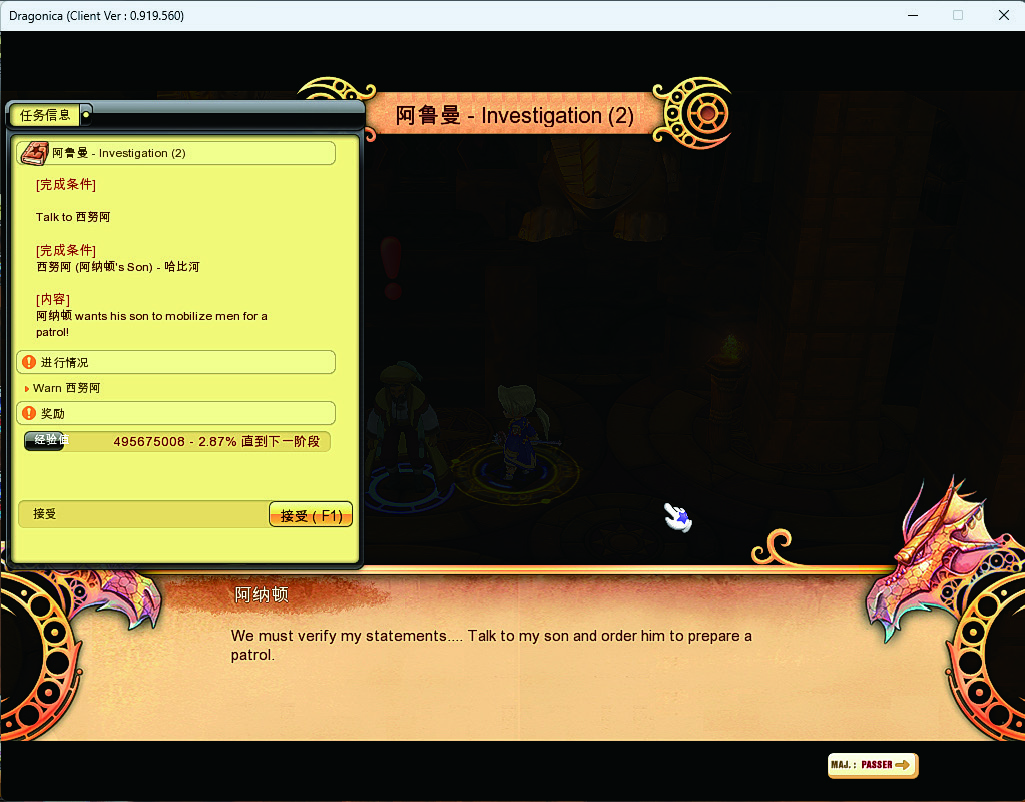 Dragonica (Client Ver : 0.919.560)
阿鲁曼 - Investigation (2)
任务信息
阿鲁曼 - Investigation (2)
[完成条件]
Talk to 西努阿
[完成条件]
西努阿 (阿纳顿's Son) - 哈比河
[内容]
阿纳顿 wants his son to mobilize men for a
patrol!
进行情况
Warn 西努阿
奖励
经验值 495675008 - 2.87% 直到下一阶段
接受
接受 ( F1)
阿纳顿
We must verify my statements.... Talk to my son and order him to prepare a
patrol.
MAJ. : PASSER